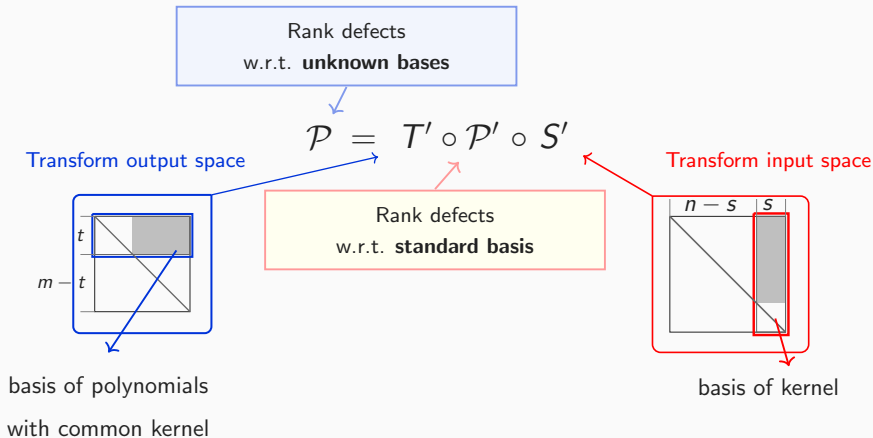 Rank defects
w.r.t. unknown bases
𝒫 = T′ ∘ 𝒫′ ∘ S′
Transform output space
Transform input space
Rank defects
w.r.t. standard basis
t
m − t
n − s
s
basis of polynomials
with common kernel
basis of kernel